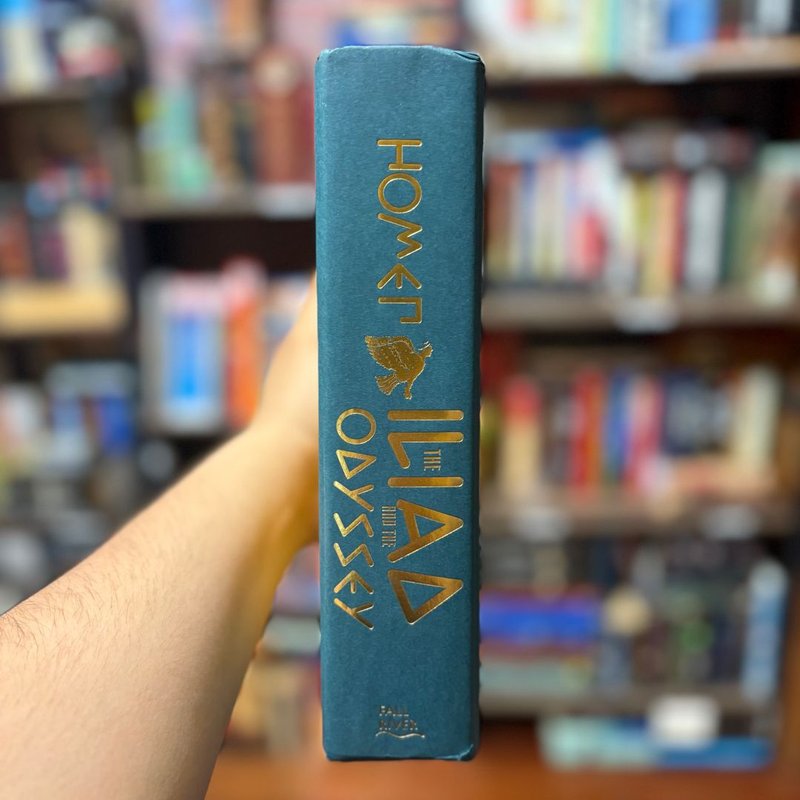 HOMER
THE
ILIAD
AND THE
ODYSSEY
FALL
RIVER